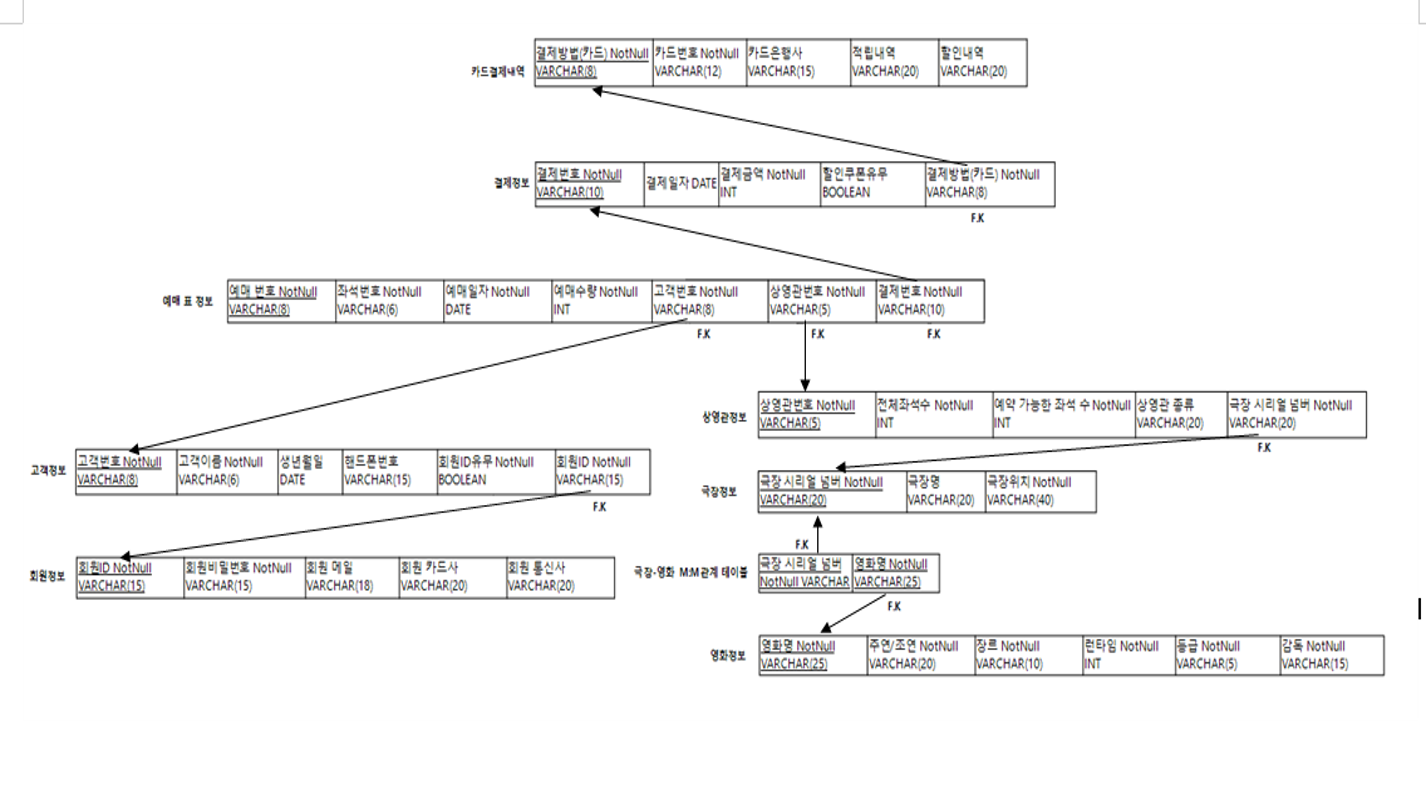 결제방법(카드) NotNull 카드번호 NotNull 카드은행사 적립내역 할인내역
VARCHAR(8) VARCHAR(12) VARCHAR(15) VARCHAR(20) VARCHAR(20)
카드결제내역
결제번호 NotNull 결제일자 DATE 결제금액 NotNull 할인쿠폰유무 결제방법(카드) NotNull
결제정보 VARCHAR(10) INT BOOLEAN VARCHAR(8)
F.K
예매 번호 NotNull 좌석번호 NotNull 예매일자 NotNull 예매수량 NotNull 고객번호 NotNull 상영관번호 NotNull 결제번호 NotNull
예매 표 정보 VARCHAR(8) VARCHAR(6) DATE INT VARCHAR(8) VARCHAR(5) VARCHAR(10)
F.K F.K F.K
상영관번호 NotNull 전체좌석수 NotNull 예약 가능한 좌석 수 NotNull 상영관 종류 극장 시리얼 넘버 NotNull
상영관정보 VARCHAR(5) INT INT VARCHAR(20) VARCHAR(20)
F.K
고객번호 NotNull 고객이름 NotNull 생년월일 핸드폰번호 회원ID유무 NotNull 회원ID NotNull
고객정보 VARCHAR(8) VARCHAR(6) DATE VARCHAR(15) BOOLEAN VARCHAR(15)
F.K
극장 시리얼 넘버 NotNull 극장명 극장위치 NotNull
극장정보 VARCHAR(20) VARCHAR(20) VARCHAR(40)
F.K
회원ID NotNull 회원비밀번호 NotNull 회원 메일 회원 카드사 회원 통신사
회원정보 VARCHAR(15) VARCHAR(15) VARCHAR(18) VARCHAR(20) VARCHAR(20)
극장 시리얼 넘버 영화명 NotNull
극장-영화 M:M관계 테이블 NotNull VARCHAR VARCHAR(25)
F.K
영화명 NotNull 주연/조연 NotNull 장르 NotNull 런타임 NotNull 등급 NotNull 감독 NotNull
영화정보 VARCHAR(25) VARCHAR(20) VARCHAR(10) INT VARCHAR(5) VARCHAR(15)